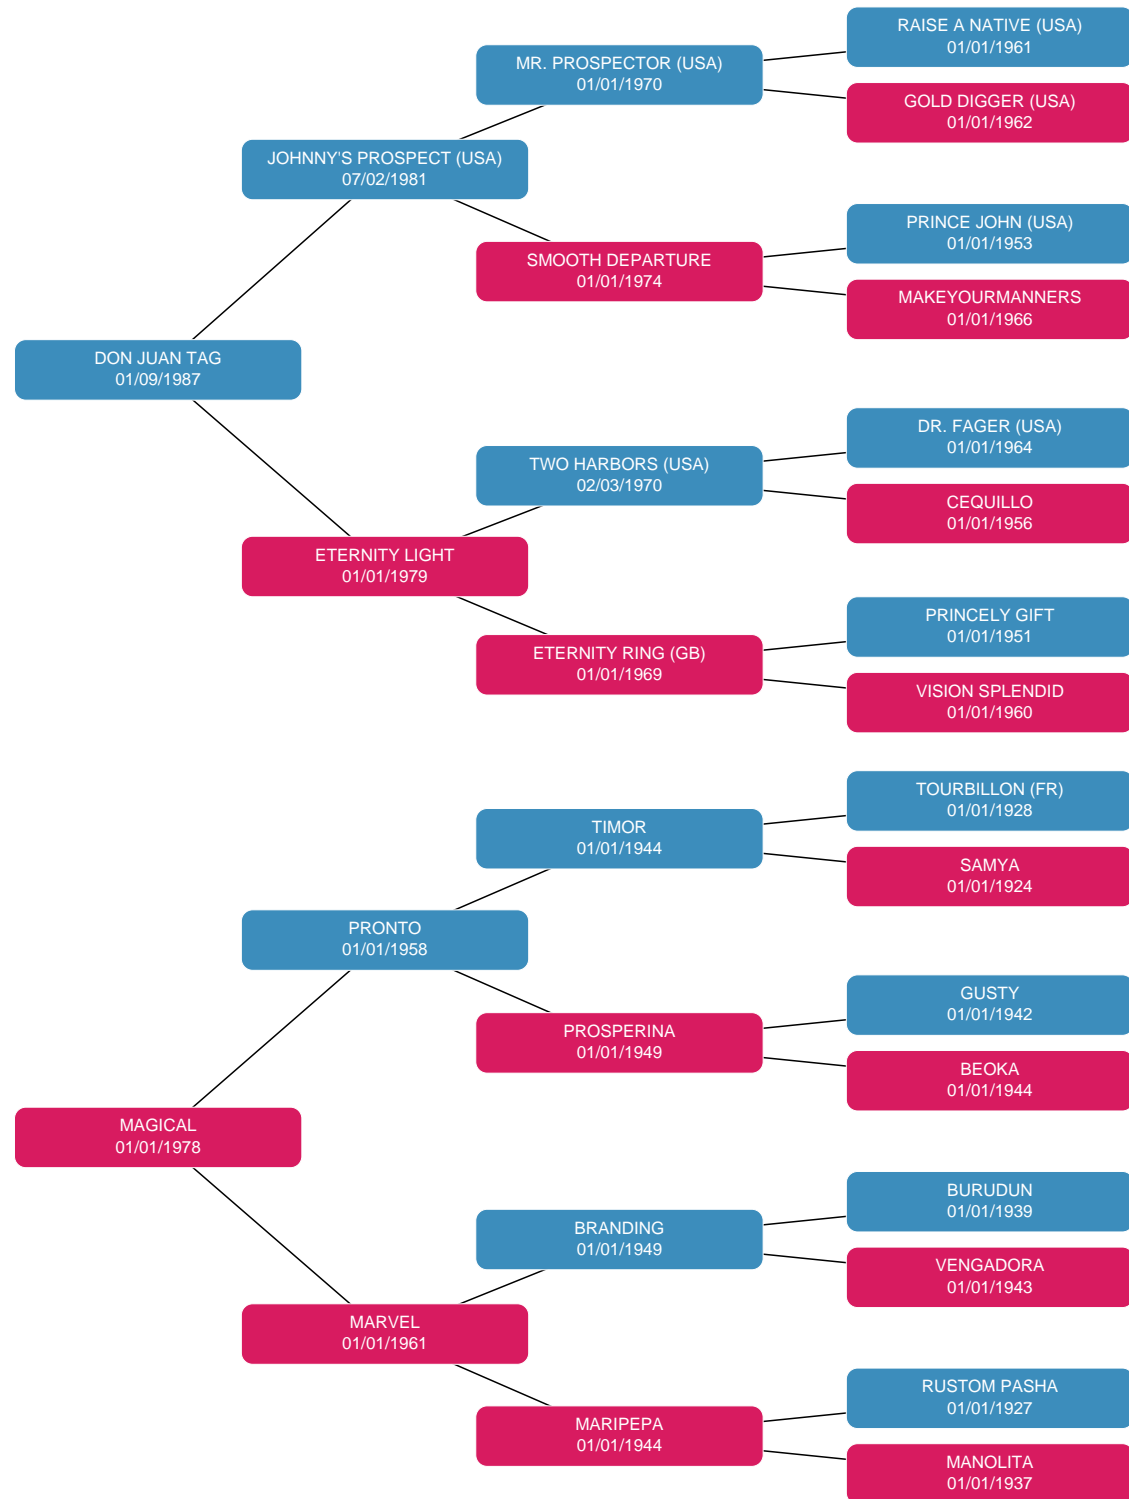 RAISE A NATIVE (USA)
01/01/1961
MR. PROSPECTOR (USA)
01/01/1970
GOLD DIGGER (USA)
01/01/1962
JOHNNY'S PROSPECT (USA)
07/02/1981
PRINCE JOHN (USA)
01/01/1953
SMOOTH DEPARTURE
01/01/1974
MAKEYOURMANNERS
01/01/1966
DON JUAN TAG
01/09/1987
DR. FAGER (USA)
01/01/1964
TWO HARBORS (USA)
02/03/1970
CEQUILLO
01/01/1956
ETERNITY LIGHT
01/01/1979
PRINCELY GIFT
01/01/1951
ETERNITY RING (GB)
01/01/1969
VISION SPLENDID
01/01/1960
TOURBILLON (FR)
01/01/1928
TIMOR
01/01/1944
SAMYA
01/01/1924
PRONTO
01/01/1958
GUSTY
01/01/1942
PROSPERINA
01/01/1949
BEOKA
01/01/1944
MAGICAL
01/01/1978
BURUDUN
01/01/1939
BRANDING
01/01/1949
VENGADORA
01/01/1943
MARVEL
01/01/1961
RUSTOM PASHA
01/01/1927
MARIPEPA
01/01/1944
MANOLITA
01/01/1937